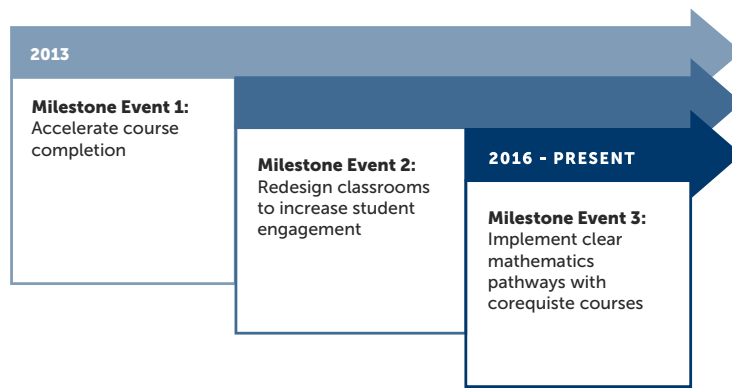 2013
Milestone Event 1:
Accelerate course
completion
Milestone Event 2:
Redesign classrooms
to increase student
engagement
2016 - PRESENT
Milestone Event 3:
Implement clear
mathematics
pathways with
corequiste courses